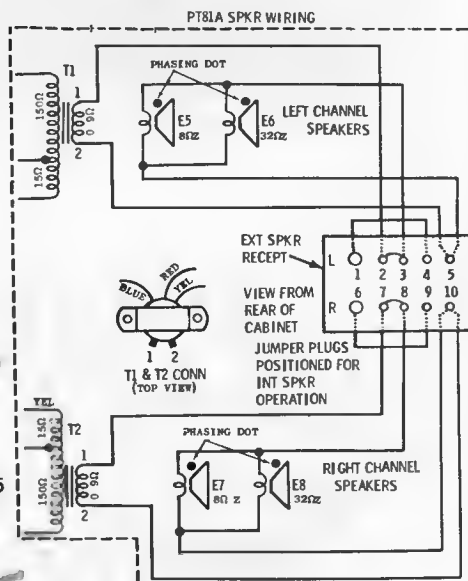 PT81A SPKR WIRING
T1
150Ω
15Ω
1
0.9Ω
2
PHASING DOT
E5
8ΩZ
E6
32ΩZ
LEFT CHANNEL
SPEAKERS
EXT SPKR
RECEPT
VIEW FROM
REAR OF
CABINET
JUMPER PLUGS
POSITIONED FOR
INT SPKR
OPERATION
L
1 2 3 4 5
6 7 8 9 10
R
BLUE
RED
YEL
1 2
T1 & T2 CONN
(TOP VIEW)
YEL
15Ω
150Ω
T2
1
0.9Ω
2
PHASING DOT
E7
8Ω Z
E8
32ΩZ
RIGHT CHANNEL
SPEAKERS